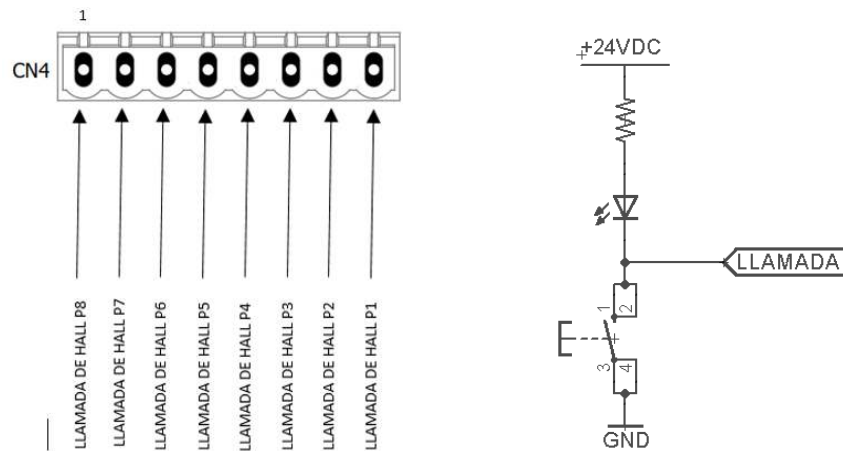 1
CN4
LLAMADA DE HALL P8
LLAMADA DE HALL P7
LLAMADA DE HALL P6
LLAMADA DE HALL P5
LLAMADA DE HALL P4
LLAMADA DE HALL P3
LLAMADA DE HALL P2
LLAMADA DE HALL P1
+24VDC
LLAMADA
1
2
3
4
GND